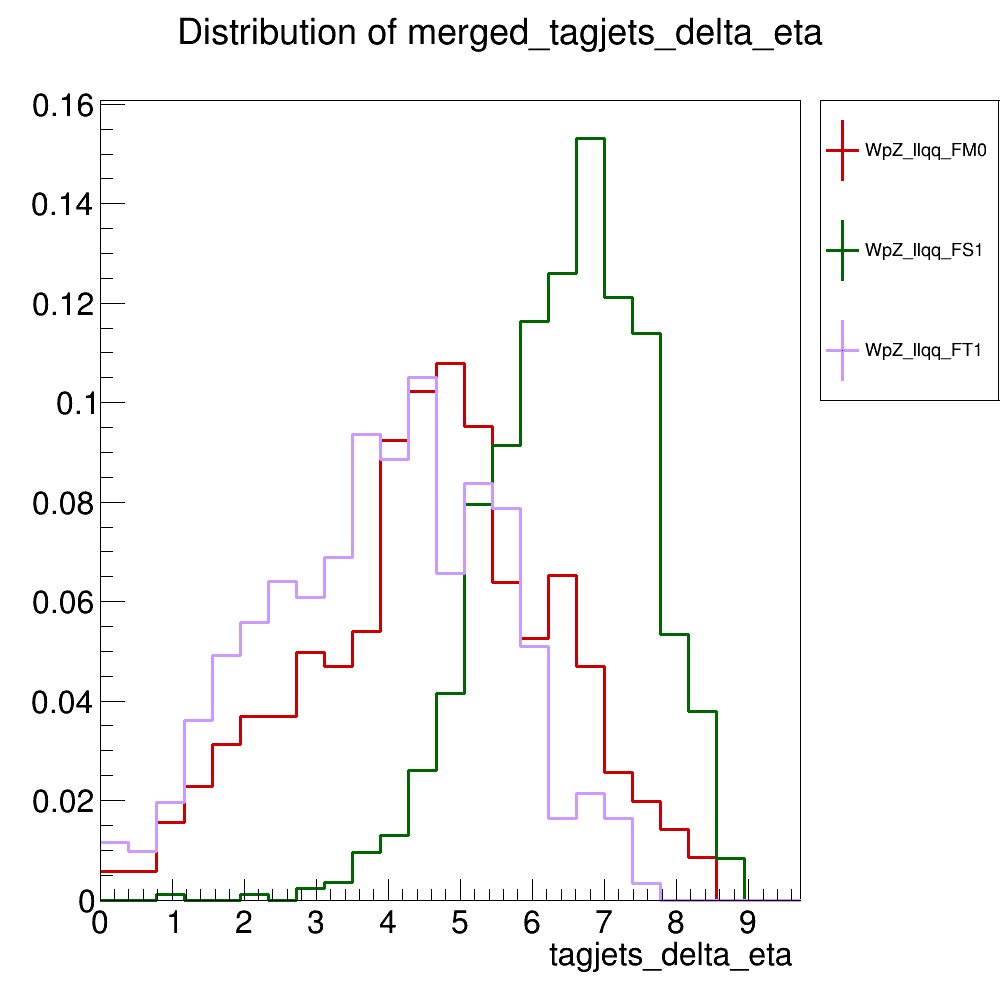 Distribution of merged_tagjets_delta_eta
0.16
0.14
0.12
0.1
0.08
0.06
0.04
0.02
0
0 1 2 3 4 5 6 7 8 9
tagjets_delta_eta
WpZ_llqq_FM0
WpZ_llqq_FS1
WpZ_llqq_FT1